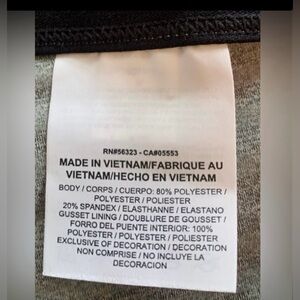 RN#56323 - CA#05553
MADE IN VIETNAM/FABRIQUE AU
VIETNAM/HECHO EN VIETNAM
BODY / CORPS / CUERPO: 80% POLYESTER /
POLYESTER / POLIESTER
20% SPANDEX / ELASTHANNE / ELASTANO
GUSSET LINING / DOUBLURE DE GOUSSET /
FORRO DEL PUENTE INTERIOR: 100%
POLYESTER / POLYESTER / POLIESTER
EXCLUSIVE OF DECORATION / DECORATION
NON COMPRISE / NO INCLUYE LA
DECORACION